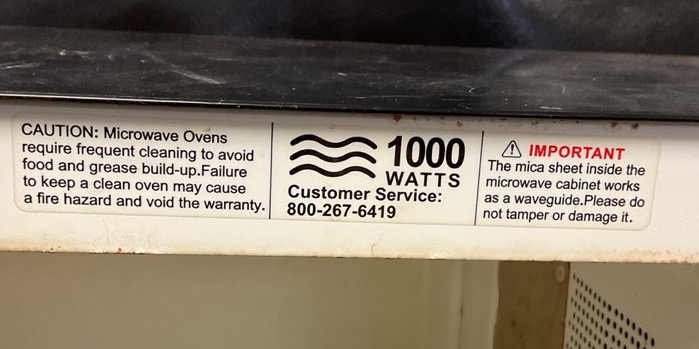 CAUTION: Microwave Ovens
require frequent cleaning to avoid
food and grease build-up.Failure
to keep a clean oven may cause
a fire hazard and void the warranty.
1000
WATTS
Customer Service:
800-267-6419
IMPORTANT
The mica sheet inside the
microwave cabinet works
as a waveguide.Please do
not tamper or damage it.